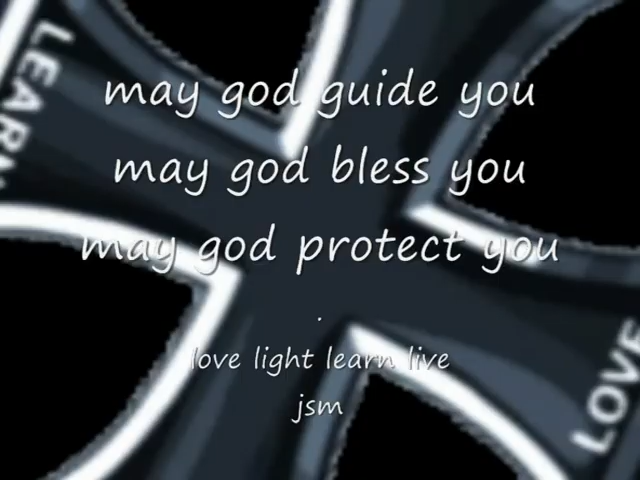 LEARN
may god guide you
may god bless you
may god protect you
.
love light learn live
jsm
LOVE